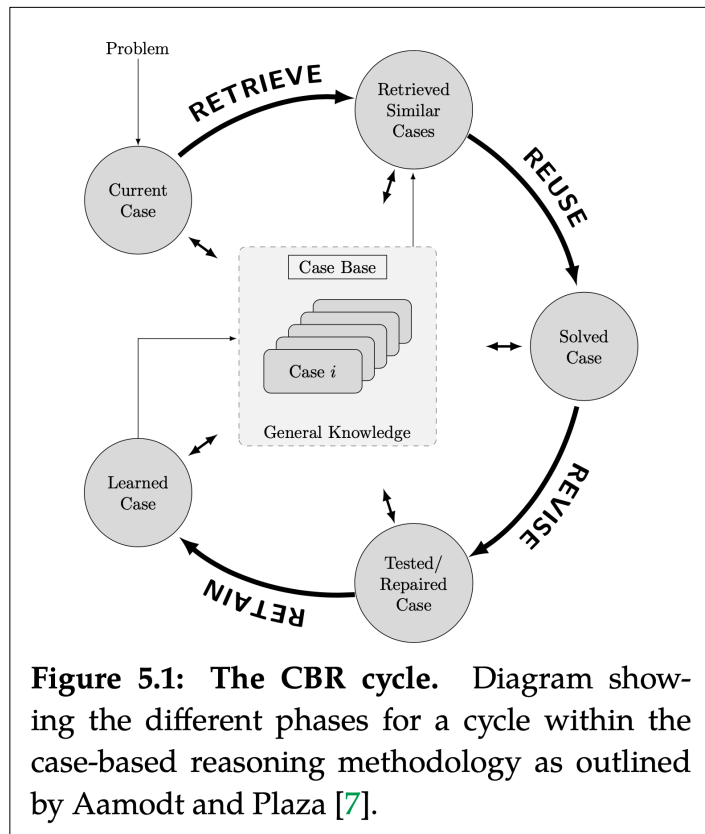 Problem
RETRIEVE
Retrieved
Similar
Cases
REUSE
Current
Case
Case Base
Case i
General Knowledge
Solved
Case
REVISE
Learned
Case
Tested/
Repaired
Case
RETAIN
Figure 5.1: The CBR cycle. Diagram show-
ing the different phases for a cycle within the
case-based reasoning methodology as outlined
by Aamodt and Plaza [7].